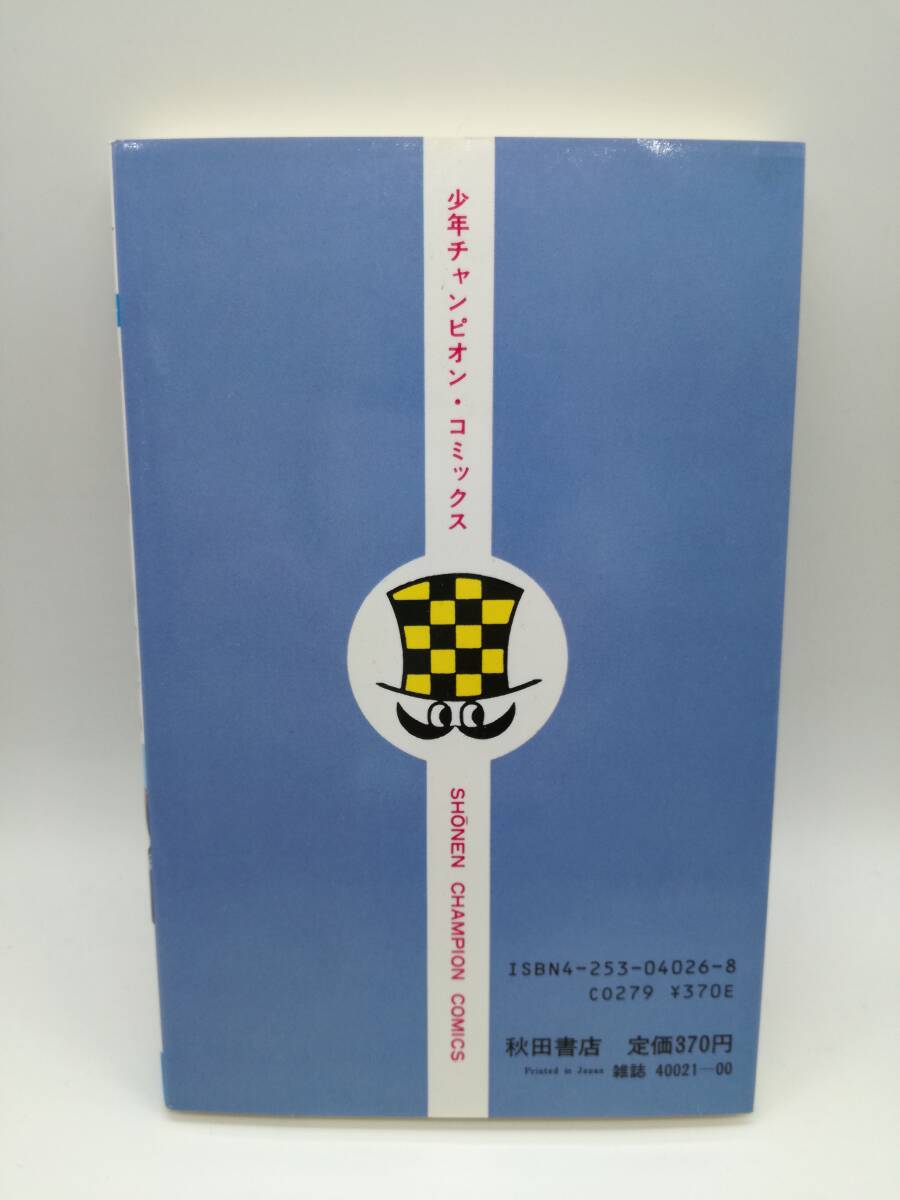 少年チャンピオン・コミックス
SHŌNEN CHAMPION COMICS
ISBN4-253-04026-8
C0279 ¥370E
秋田書店 定価370円
Printed in Japan 雑誌 40021—00